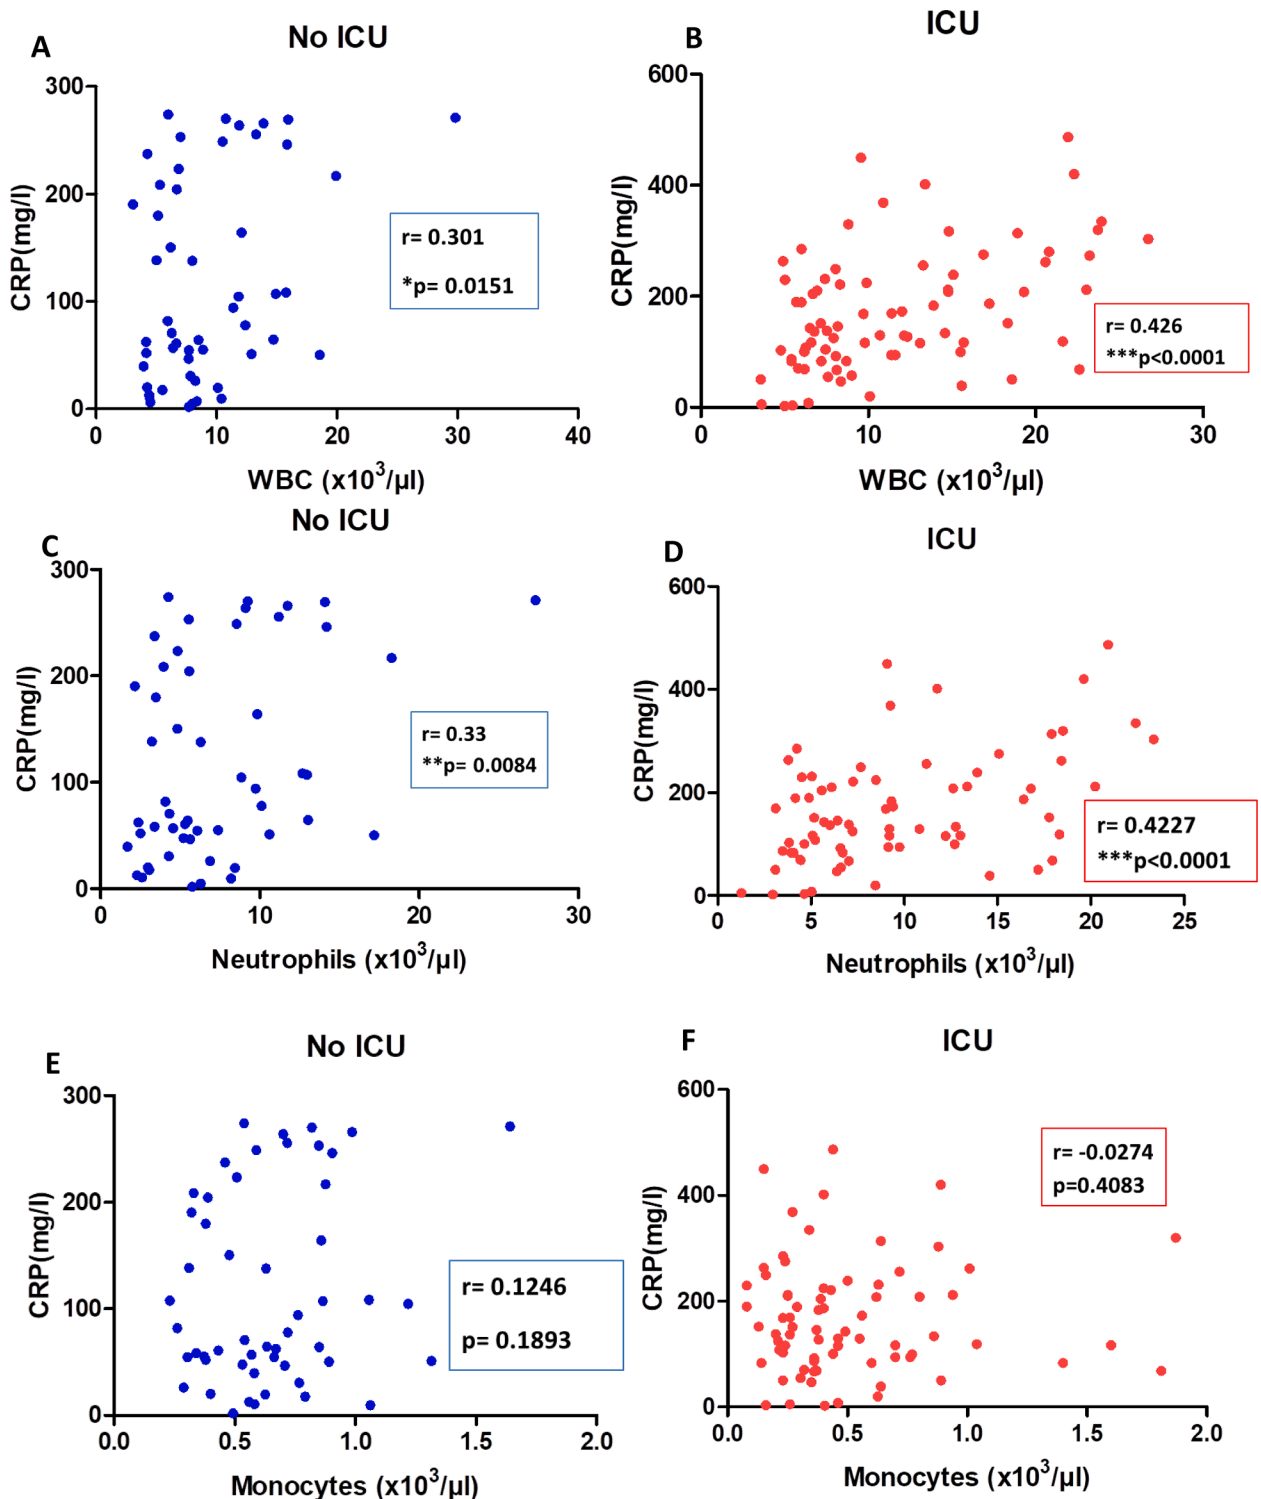 A
No ICU
CRP(mg/l)
300
200
100
0
0 10 20 30 40
WBC (x10³/µl)
r= 0.301
*p= 0.0151
B
ICU
CRP(mg/l)
600
400
200
0
0 10 20 30
WBC (x10³/µl)
r= 0.426
***p<0.0001
C
No ICU
CRP(mg/l)
300
200
100
0
0 10 20 30
Neutrophils (x10³/µl)
r= 0.33
**p= 0.0084
D
ICU
CRP(mg/l)
600
400
200
0
0 5 10 15 20 25
Neutrophils (x10³/µl)
r= 0.4227
***p<0.0001
E
No ICU
CRP(mg/l)
300
200
100
0
0.0 0.5 1.0 1.5 2.0
Monocytes (x10³/µl)
r= 0.1246
p= 0.1893
F
ICU
CRP(mg/l)
600
400
200
0
0.0 0.5 1.0 1.5 2.0
Monocytes (x10³/µl)
r= -0.0274
p=0.4083